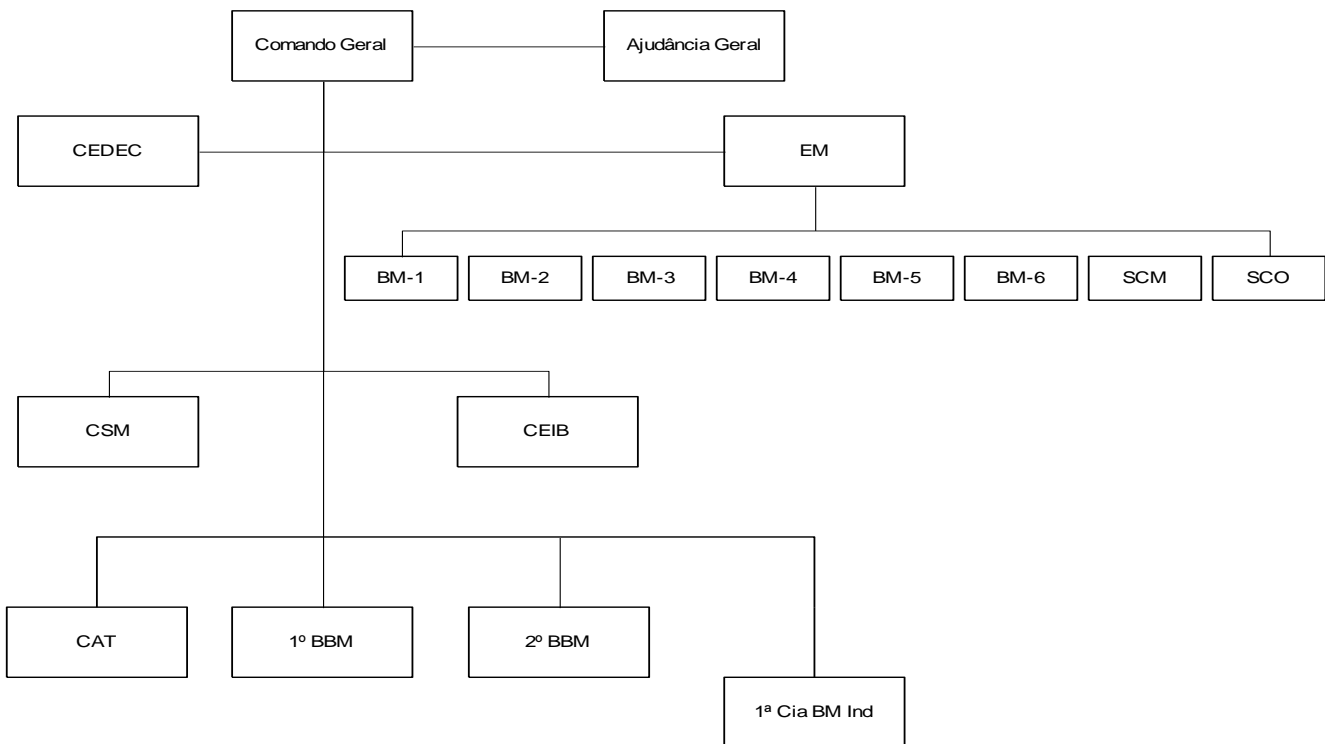 Comando Geral
Ajudância Geral
CEDEC
EM
BM-1
BM-2
BM-3
BM-4
BM-5
BM-6
SCM
SCO
CSM
CEIB
CAT
1º BBM
2º BBM
1ª Cia BM Ind